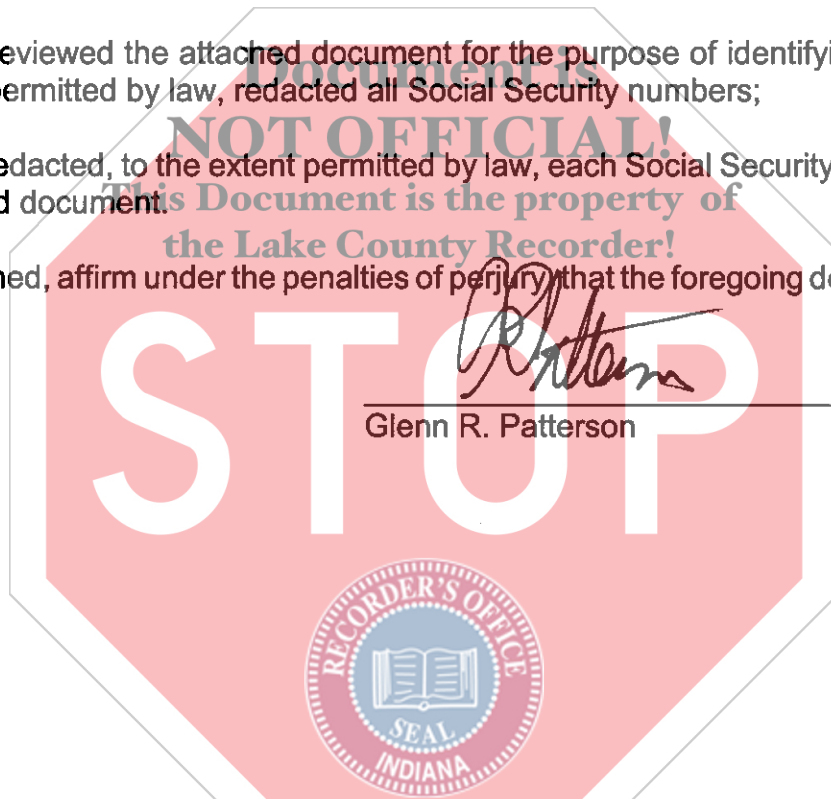 eviewed the attached document for the purpose of identifyi
Document is
ermitted by law, redacted all Social Security numbers;
NOT OFFICIAL!
edacted, to the extent permitted by law, each Social Security
This Document is the property of
d document.
the Lake County Recorder!
ned, affirm under the penalties of perjury, that the foregoing de
STOP
Glenn R. Patterson
RECORDER'S OFFICE
SEAL
INDIANA